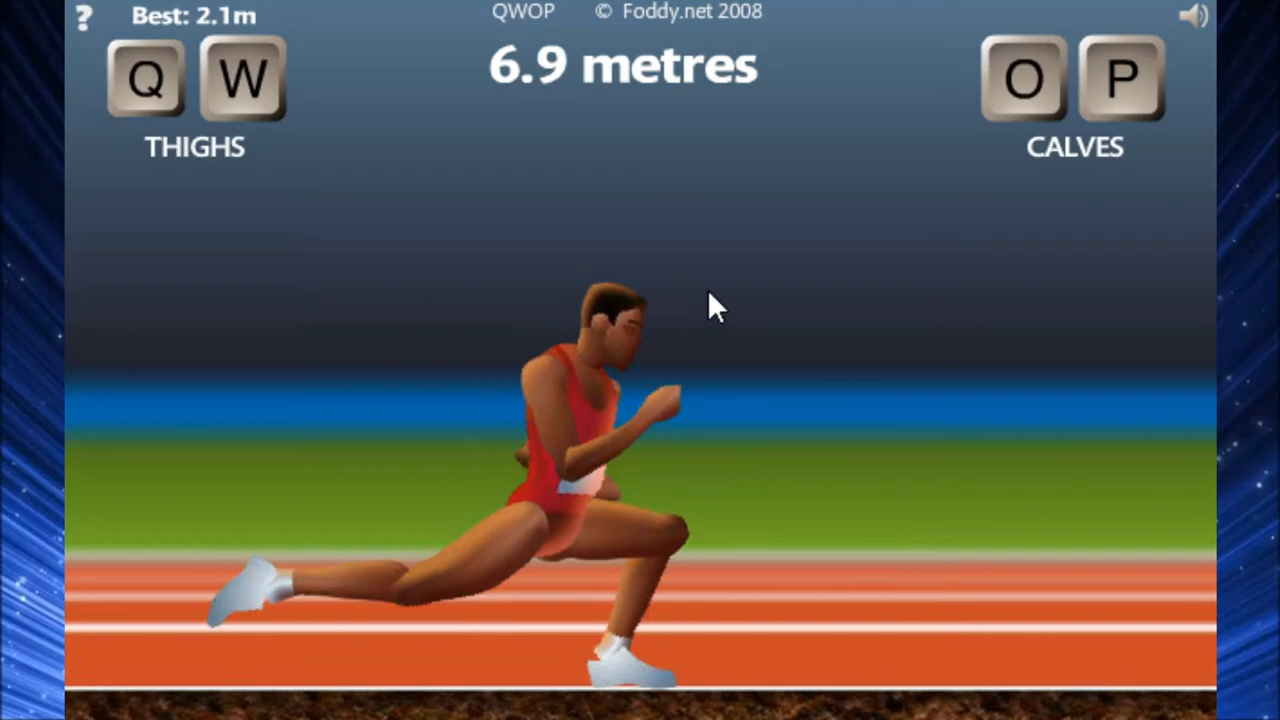 ? Best: 2.1m QWOP © Foddy.net 2008
6.9 metres
Q W O P
THIGHS CALVES